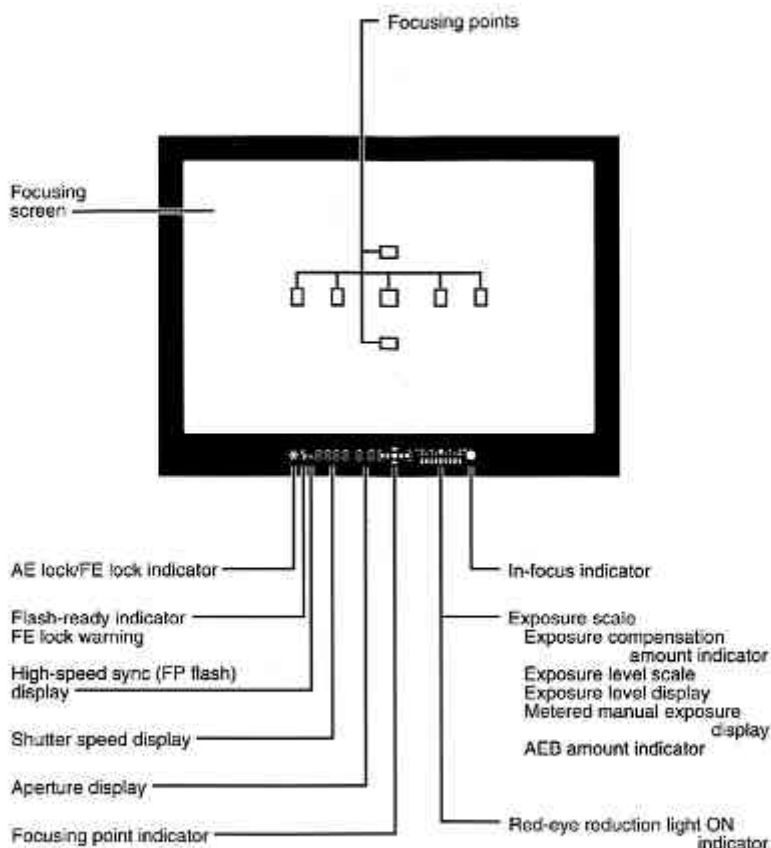 Focusing points
Focusing
screen
AE lock/FE lock indicator
Flash-ready indicator
FE lock warning
High-speed sync (FP flash)
display
Shutter speed display
Aperture display
Focusing point indicator
In-focus indicator
Exposure scale
Exposure compensation
amount indicator
Exposure level scale
Exposure level display
Metered manual exposure
display
AEB amount indicator
Red-eye reduction light ON
indicator